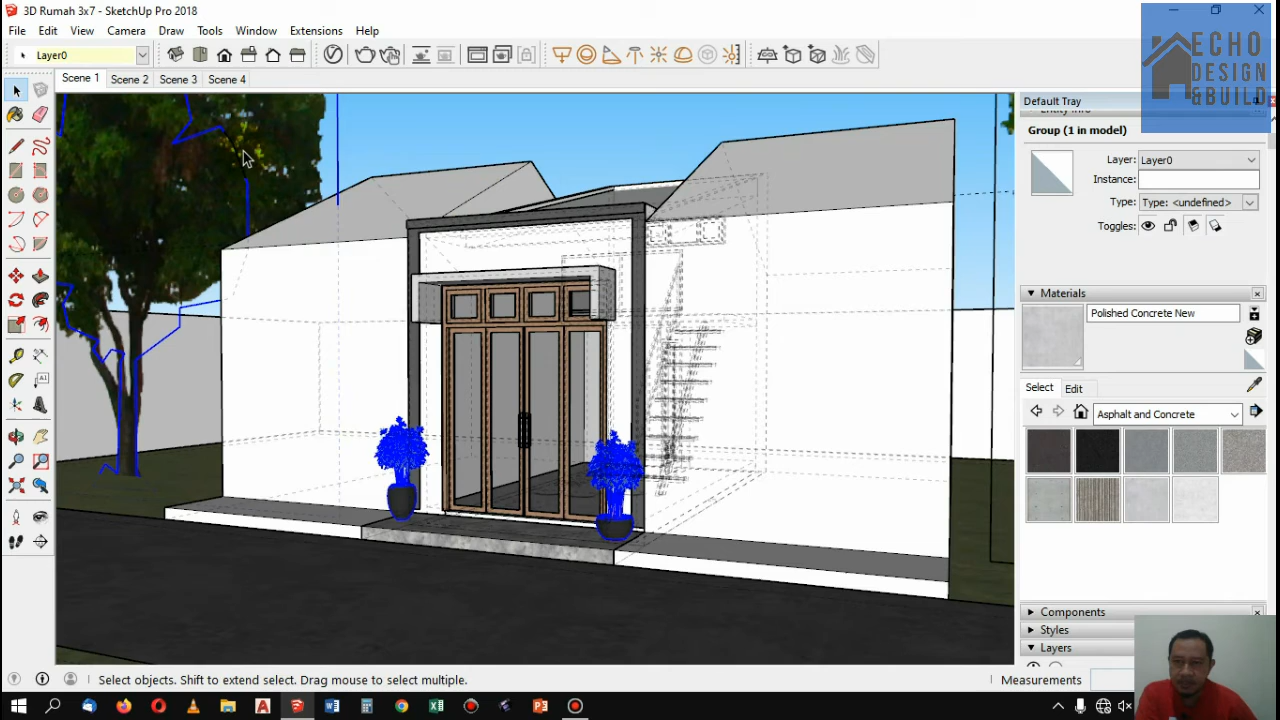 3D Rumah 3x7 - SketchUp Pro 2018
File Edit View Camera Draw Tools Window Extensions Help
Layer0
Scene 1 Scene 2 Scene 3 Scene 4
ECHO
DESIGN
&BUILD
Default Tray
Entity Info
Group (1 in model)
Layer: Layer0
Instance:
Type: Type: <undefined>
Toggles:
Materials
Polished Concrete New
Select Edit
Asphalt and Concrete
Components
Styles
Layers
Select objects. Shift to extend select. Drag mouse to select multiple.
Measurements